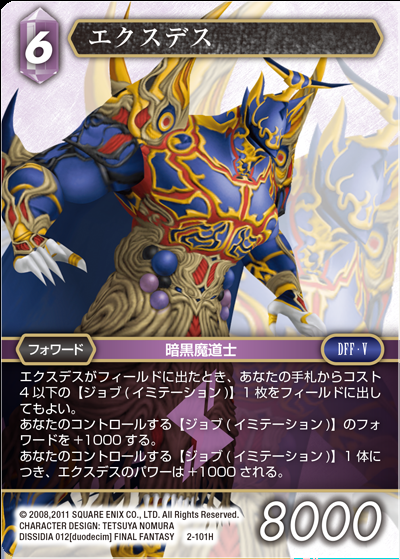 6
エクスデス
フォワード
暗黒魔道士
DFF・V
エクスデスがフィールドに出たとき、あなたの手札からコスト
4以下の【ジョブ(イミテーション)】1枚をフィールドに出し
てもよい。
あなたのコントロールする【ジョブ(イミテーション)】のフォ
ワードを+1000する。
あなたのコントロールする【ジョブ(イミテーション)】1体に
つき、エクスデスのパワーは+1000される。
© 2008,2011 SQUARE ENIX CO., LTD. All Rights Reserved.
CHARACTER DESIGN: TETSUYA NOMURA
DISSIDIA 012[duodecim] FINAL FANTASY 2-101H
8000